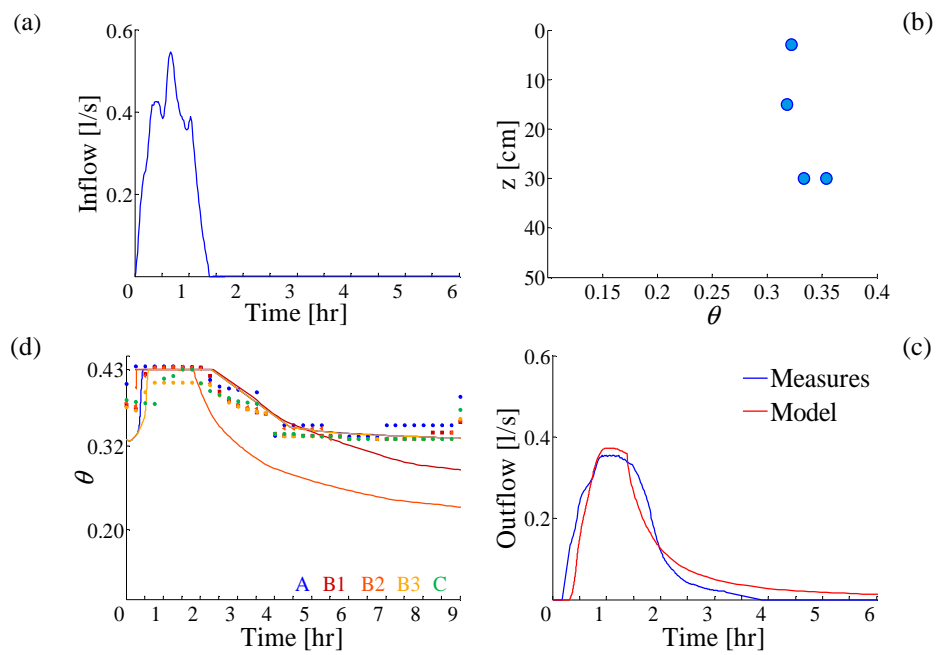 (a)
0.6
0.4
0.2
Inflow [l/s]
0 1 2 3 4 5 6
Time [hr]
(b)
0
10
20
30
40
50
z [cm]
0.15 0.2 0.25 0.3 0.35 0.4
θ
(d)
0.43
0.32
0.20
θ
A B1 B2 B3 C
0 1 2 3 4 5 6 7 8 9
Time [hr]
(c)
0.6
0.4
0.2
Outflow [l/s]
Measures
Model
0 1 2 3 4 5 6
Time [hr]